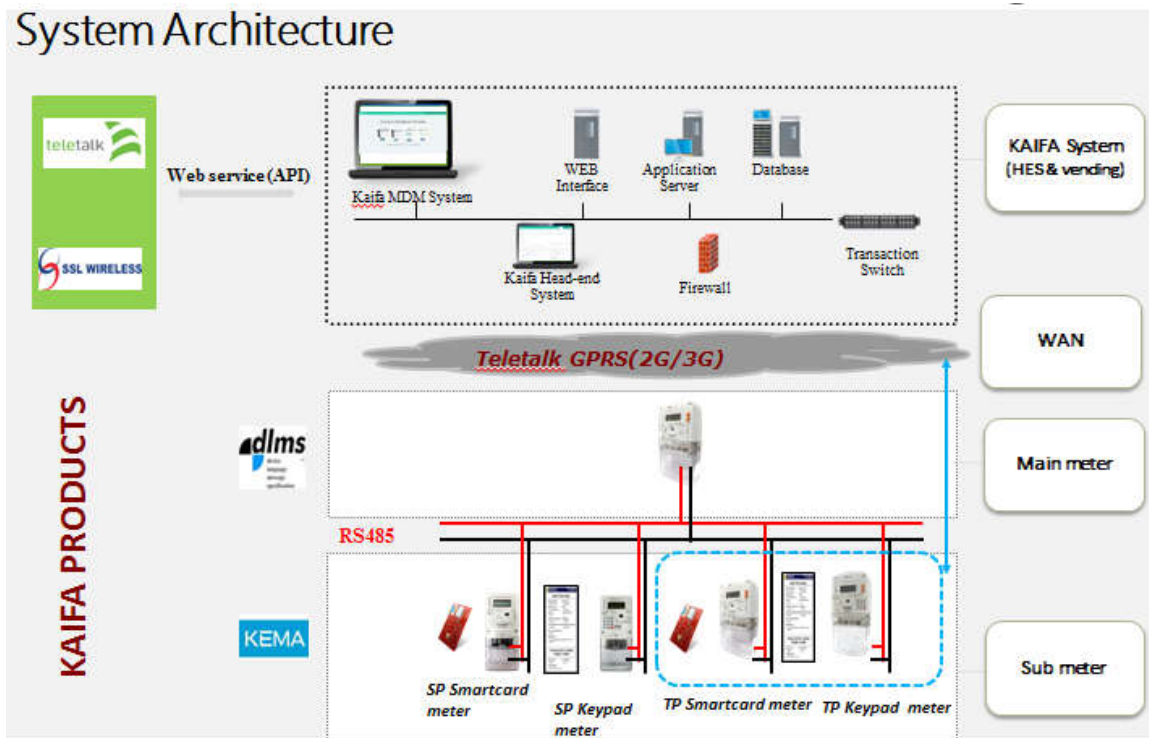 System Architecture
teletalk
SSL WIRELESS
Web service(API)
Kaifa MDM System
WEB
Interface
Application
Server
Database
Kaifa Head-end
System
Firewall
Transaction
Switch
KAIFA System
(HES & vending)
Teletalk GPRS(2G/3G)
WAN
KAIFA PRODUCTS
dlms
Main meter
RS485
KEMA
SP Smartcard
meter
SP Keypad
meter
TP Smartcard meter
TP Keypad meter
Sub meter